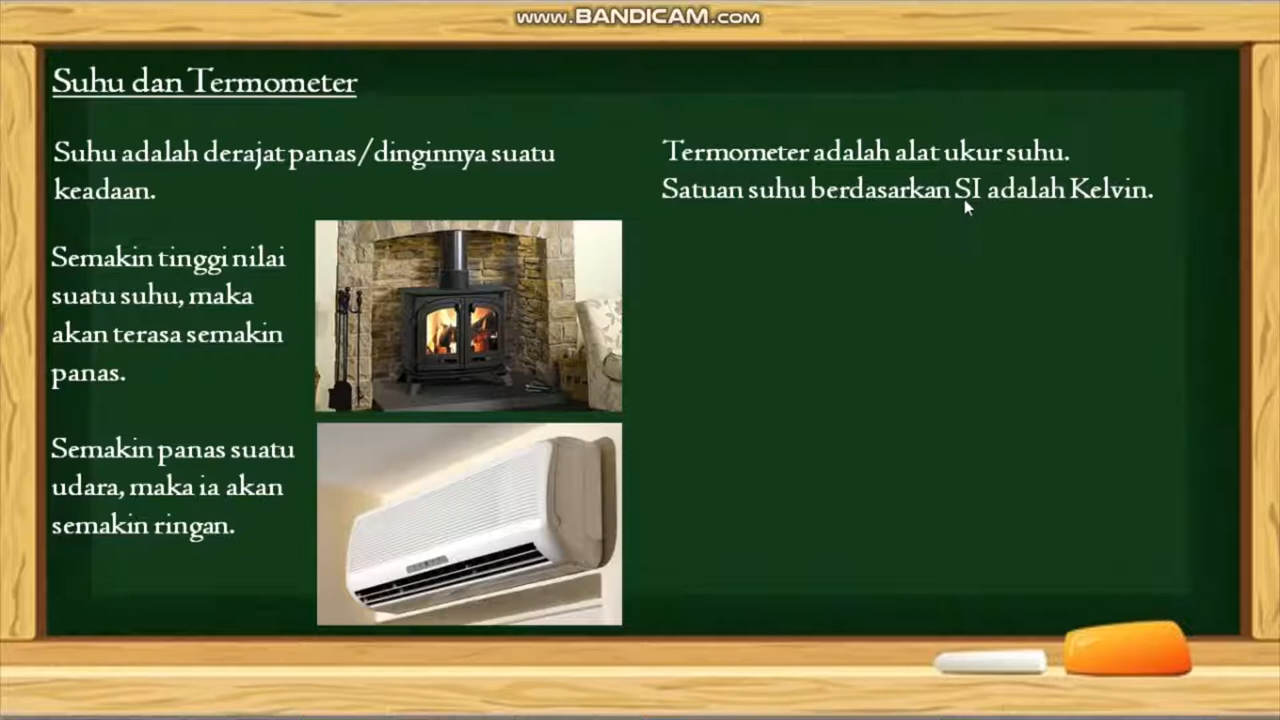 www.BANDICAM.com
Suhu dan Termometer
Suhu adalah derajat panas/dinginnya suatu
keadaan.
Semakin tinggi nilai
suatu suhu, maka
akan terasa semakin
panas.
Semakin panas suatu
udara, maka ia akan
semakin ringan.
Termometer adalah alat ukur suhu.
Satuan suhu berdasarkan SI adalah Kelvin.